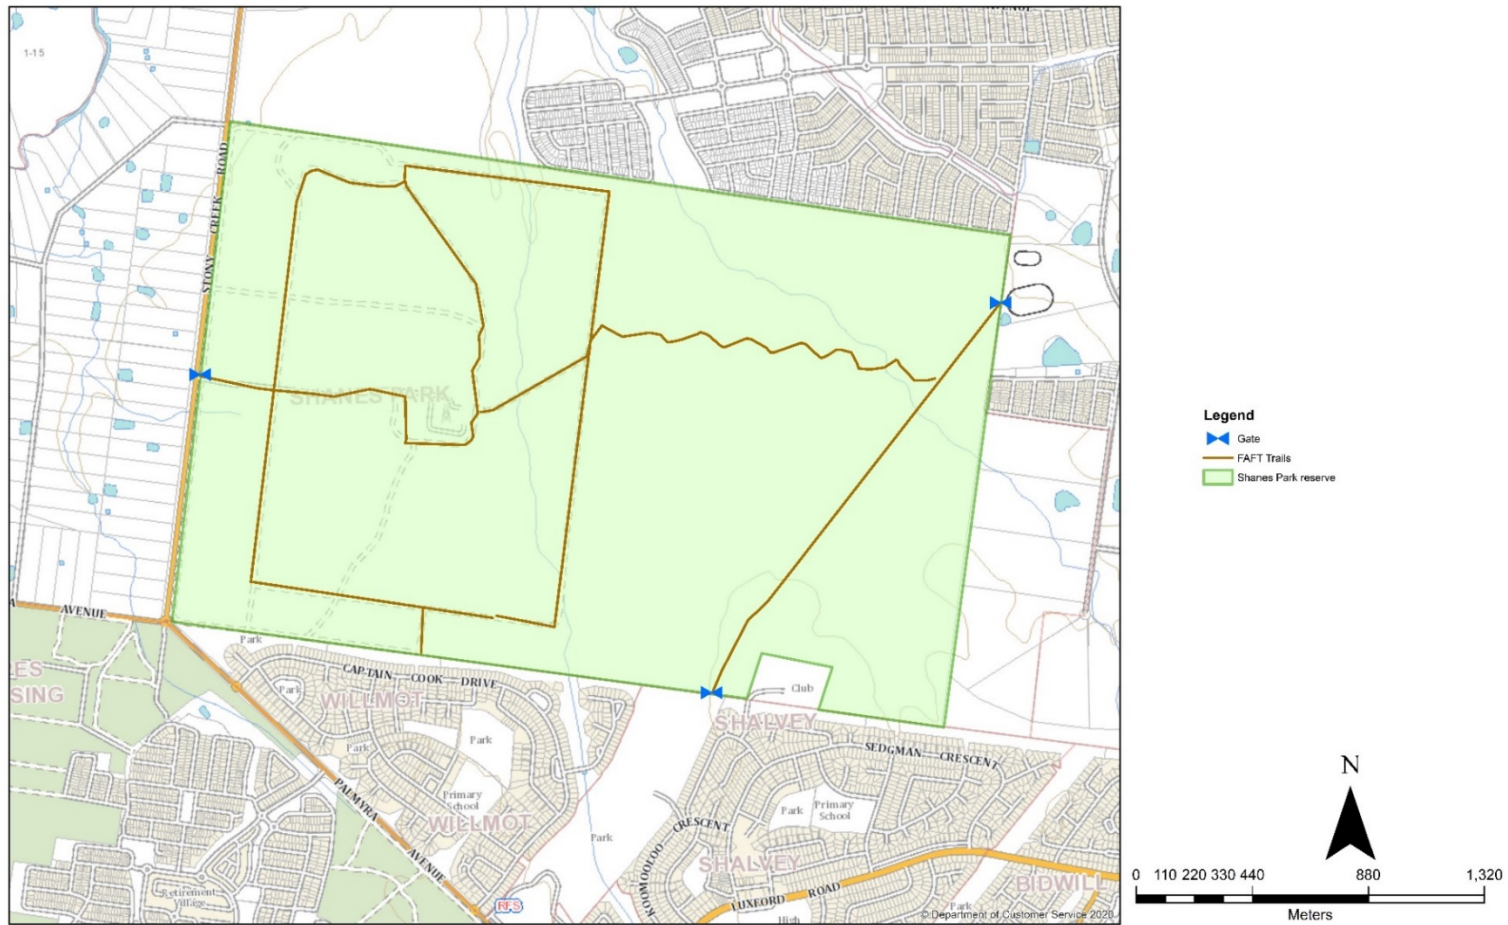 AVENUE
1-15
STONY CREEK ROAD
SHANES PARK
Legend
Gate
FAFT Trails
Shanes Park reserve
AVENUE
Park
CAPTAIN COOK DRIVE
Park
WILLMOT
Club
SHALVEY
Park
Park
SEDGMAN CRESCENT
PALMYRA AVENUE
Primary
School
WILLMOT
Park
Primary
School
Park
KOOMOOLOO CRESCENT
SHALVEY
LUXFORD ROAD
BIDWILL
Retirement
Village
RFS
High
Park
© Department of Customer Service 2020
N
0 110 220 330 440 880 1,320
Meters